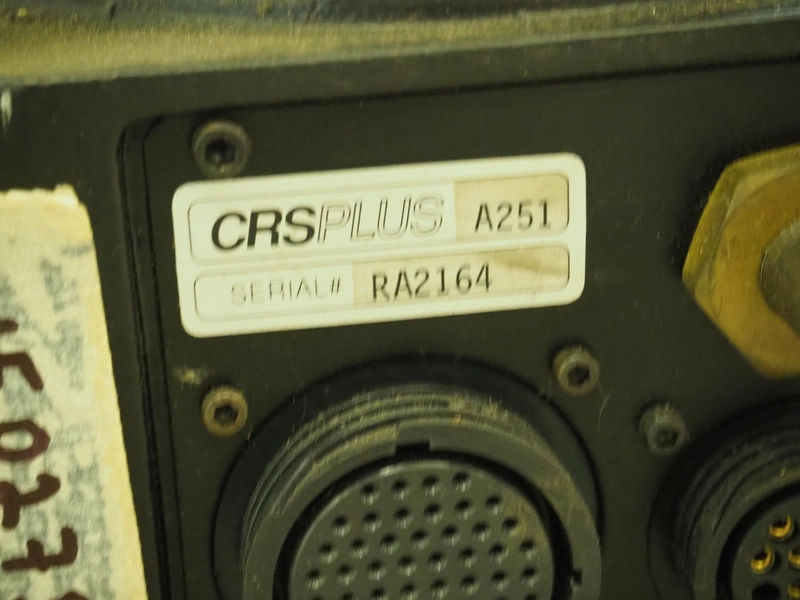 CRSPLUS A251
SERIAL# RA2164